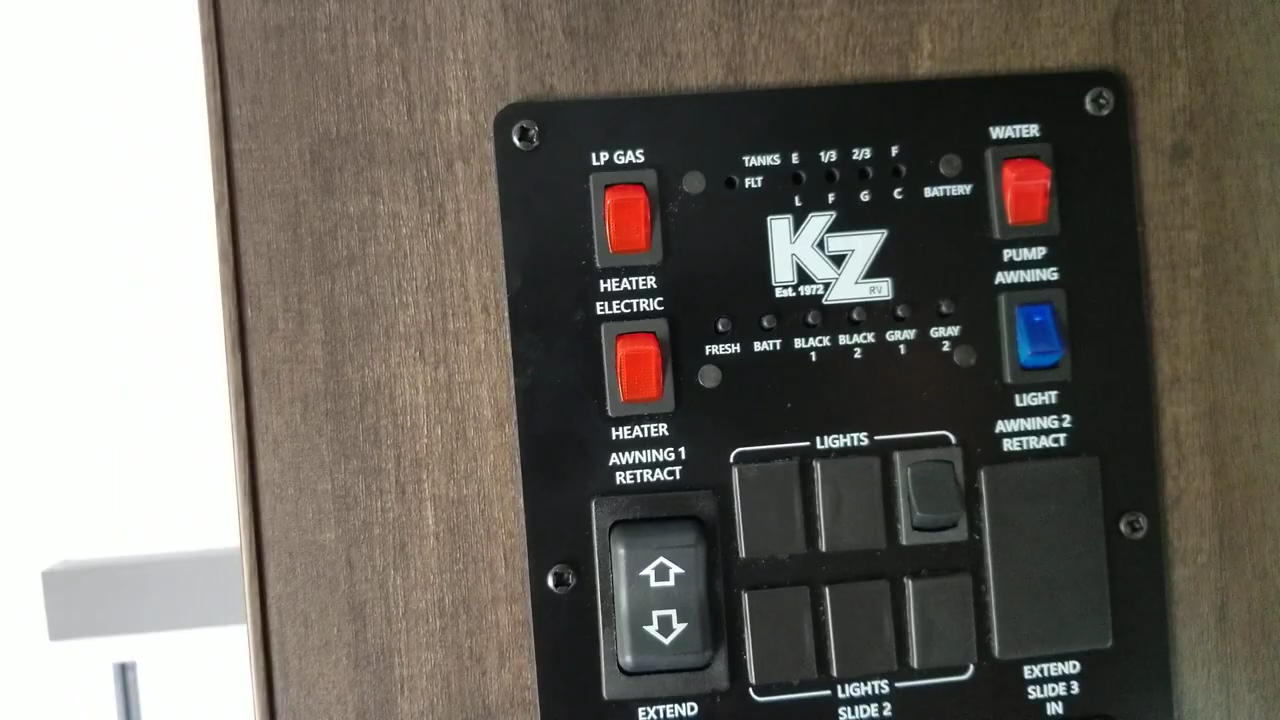 LP GAS
HEATER
ELECTRIC
HEATER
AWNING 1
RETRACT
EXTEND
TANKS E 1/3 2/3 F
FLT
L F G C
BATTERY
KZ
Est. 1972 RV
FRESH BATT BLACK 1 BLACK 2 GRAY 1 GRAY 2
LIGHTS
LIGHTS
SLIDE 2
WATER
PUMP
AWNING
LIGHT
AWNING 2
RETRACT
EXTEND
SLIDE 3
IN